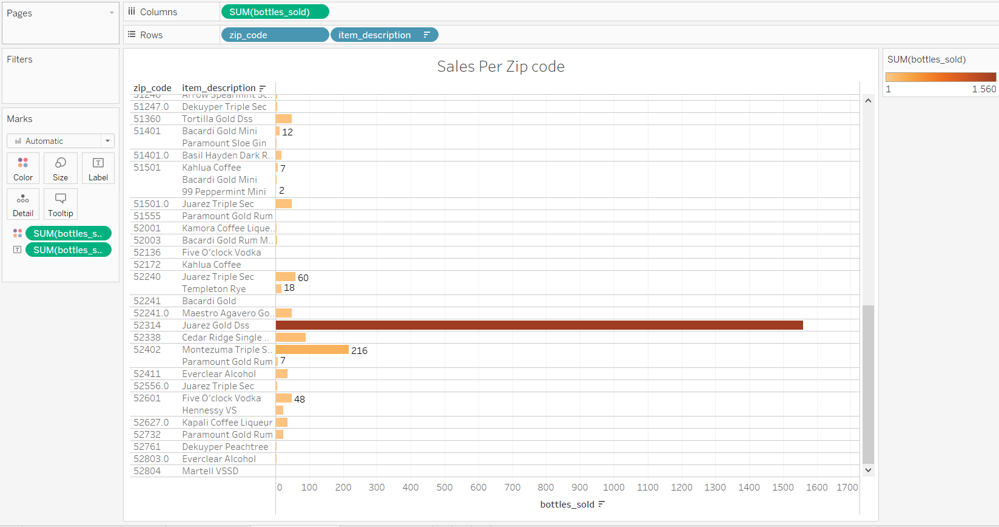 Pages
Columns SUM(bottles_sold)
Rows zip_code item_description
Filters
Marks
Automatic
Color Size Label
Detail Tooltip
SUM(bottles_s..
SUM(bottles_s..
Sales Per Zip code
zip_code item_description
51246 Arrow Spearmint Sc..
51247.0 Dekuyper Triple Sec
51360 Tortilla Gold Dss
51401 Bacardi Gold Mini 12
Paramount Sloe Gin
51401.0 Basil Hayden Dark R..
51501 Kahlua Coffee 7
Bacardi Gold Mini
99 Peppermint Mini 2
51501.0 Juarez Triple Sec
51555 Paramount Gold Rum
52001 Kamora Coffee Lique..
52003 Bacardi Gold Rum M..
52136 Five O'clock Vodka
52172 Kahlua Coffee
52240 Juarez Triple Sec 60
Templeton Rye 18
52241 Bacardi Gold
52241.0 Maestro Agavero Go..
52314 Juarez Gold Dss
52338 Cedar Ridge Single ..
52402 Montezuma Triple S.. 216
Paramount Gold Rum 7
52411 Everclear Alcohol
52556.0 Juarez Triple Sec
52601 Five O'clock Vodka 48
Hennessy VS
52627.0 Kapali Coffee Liqueur
52732 Paramount Gold Rum
52761 Dekuyper Peachtree
52803.0 Everclear Alcohol
52804 Martell VSSD
0 100 200 300 400 500 600 700 800 900 1000 1100 1200 1300 1400 1500 1600 1700
bottles_sold
SUM(bottles_sold)
1 1.560